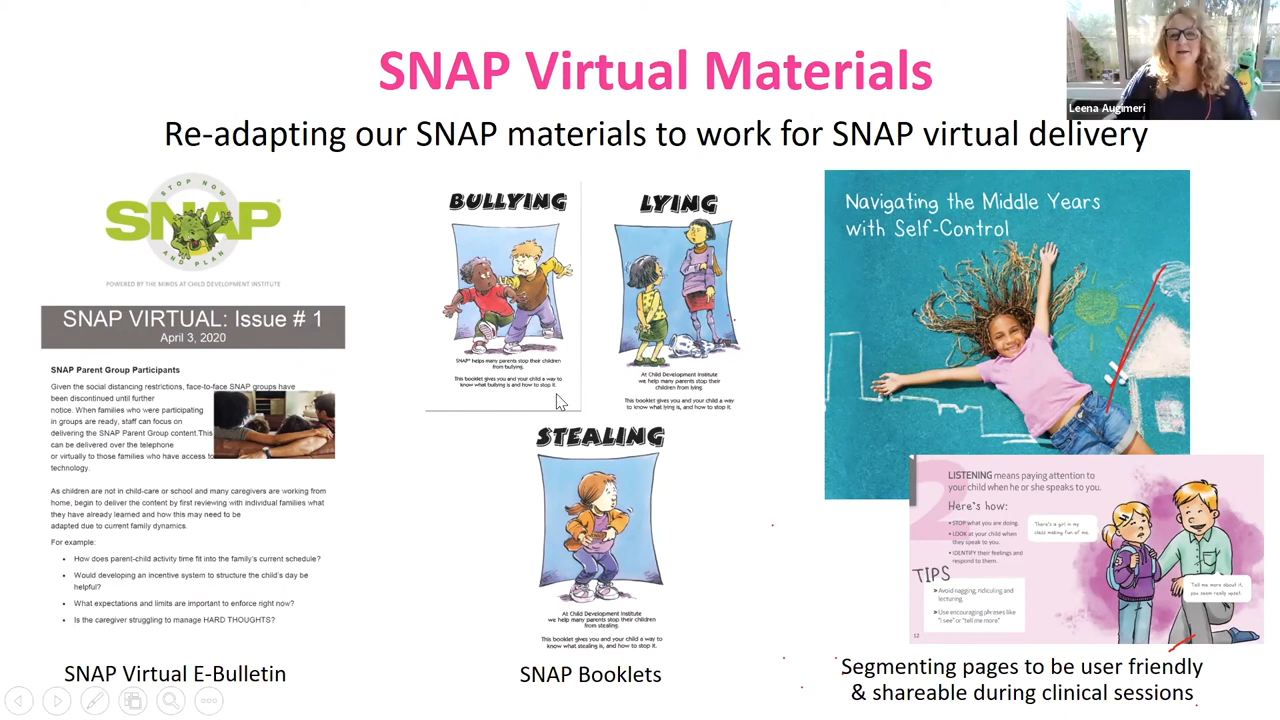 SNAP Virtual Materials
Leena Augimeri
Re-adapting our SNAP materials to work for SNAP virtual delivery
STOP NOW
SNAP®
AND PLAN
POWERED BY THE MINDS AT CHILD DEVELOPMENT INSTITUTE
SNAP VIRTUAL: Issue # 1
April 3, 2020
SNAP Parent Group Participants
Given the social distancing restrictions, face-to-face SNAP groups have
been discontinued until further
notice. When families who were participating
in groups are ready, staff can focus on
delivering the SNAP Parent Group content.This
can be delivered over the telephone
or virtually to those families who have access to
technology.
As children are not in child-care or school and many caregivers are working from
home, begin to deliver the content by first reviewing with individual families what
they have already learned and how this may need to be
adapted due to current family dynamics.
For example:
• How does parent-child activity time fit into the family's current schedule?
• Would developing an incentive system to structure the child's day be
helpful?
• What expectations and limits are important to enforce right now?
• Is the caregiver struggling to manage HARD THOUGHTS?
SNAP Virtual E-Bulletin
BULLYING
SNAP® helps many parents stop their children
from bullying.
This booklet gives you and your child a way to
know what bullying is and how to stop it.
LYING
At Child Development Institute
we help many parents stop their
children from lying.
This booklet gives you and your child a way to
know what lying is, and how to stop it.
STEALING
At Child Development Institute
we help many parents stop their children
from stealing.
This booklet gives you and your child a way to
know what stealing is, and how to stop it.
SNAP Booklets
Navigating the Middle Years
with Self-Control
2
LISTENING means paying attention to
your child when he or she speaks to you.
Here's how:
• STOP what you are doing.
• LOOK at your child when
they speak to you.
• IDENTIFY their feelings and
respond to them.
TIPS
> Avoid nagging, ridiculing and
lecturing.
> Use encouraging phrases like
"I see" or "tell me more"
There's a girl in my
class making fun of me.
Tell me more about it,
you seem really upset.
12
Segmenting pages to be user friendly
& shareable during clinical sessions